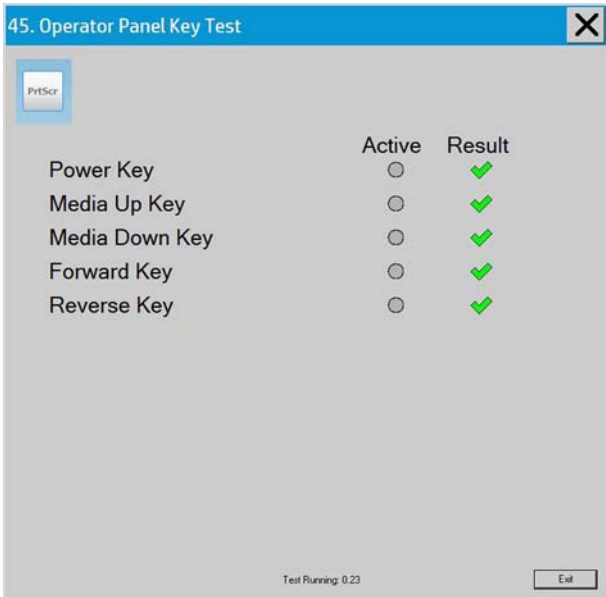 45. Operator Panel Key Test
PrtScr
Active Result
Power Key
Media Up Key
Media Down Key
Forward Key
Reverse Key
Test Running: 0.23
Exit